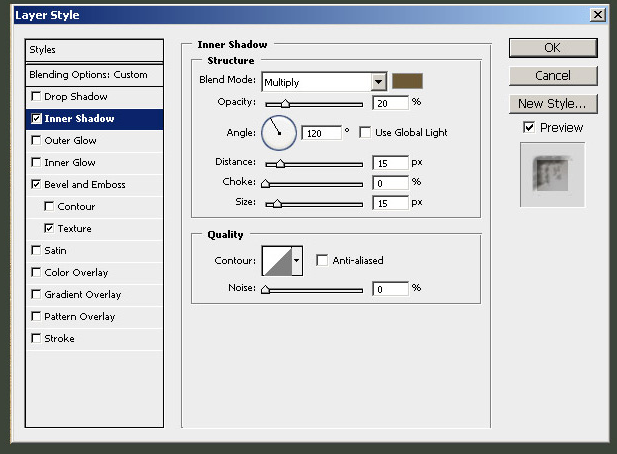 Layer Style
Styles
Blending Options: Custom
Drop Shadow
Inner Shadow
Outer Glow
Inner Glow
Bevel and Emboss
Contour
Texture
Satin
Color Overlay
Gradient Overlay
Pattern Overlay
Stroke
Inner Shadow
Structure
Blend Mode: Multiply
Opacity: 20 %
Angle: 120 ° Use Global Light
Distance: 15 px
Choke: 0 %
Size: 15 px
Quality
Contour: Anti-aliased
Noise: 0 %
OK
Cancel
New Style...
Preview